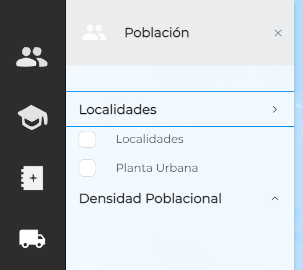 Población
Localidades
Localidades
Planta Urbana
Densidad Poblacional